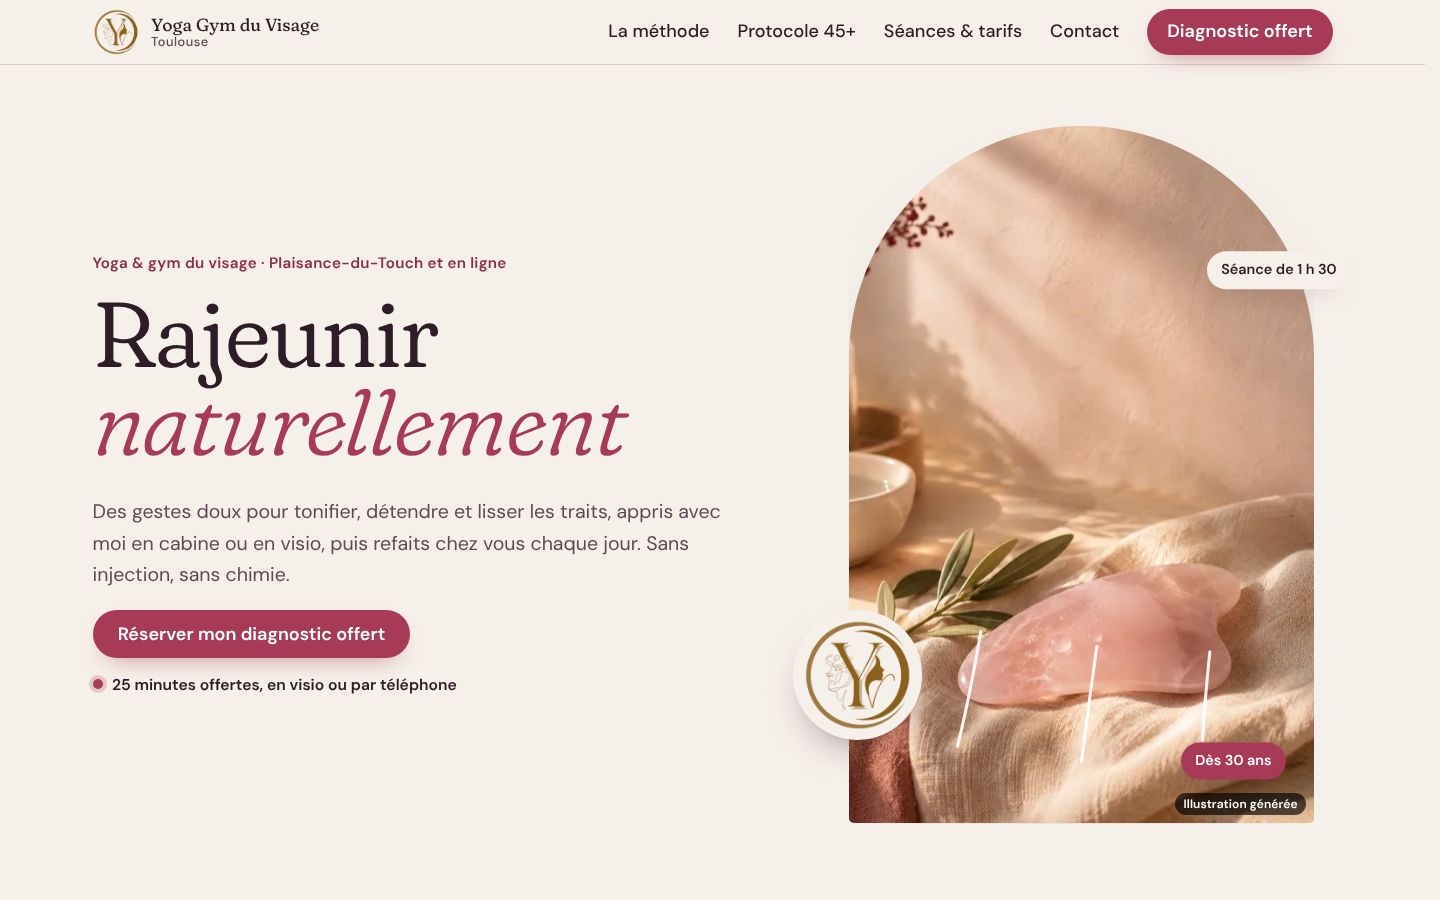 Yoga Gym du Visage
Toulouse
La méthode
Protocole 45+
Séances & tarifs
Contact
Diagnostic offert
Yoga & gym du visage · Plaisance-du-Touch et en ligne
Rajeunir
naturellement
Des gestes doux pour tonifier, détendre et lisser les traits, appris avec
moi en cabine ou en visio, puis refaits chez vous chaque jour. Sans
injection, sans chimie.
Réserver mon diagnostic offert
25 minutes offertes, en visio ou par téléphone
Séance de 1 h 30
Y
Dès 30 ans
Illustration générée